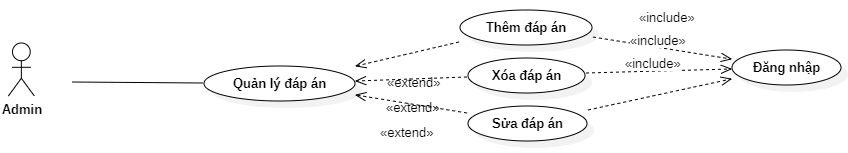 Thêm đáp án
«include»
«include»
«include»
Đăng nhập
Quản lý đáp án
«extend»
Xóa đáp án
Admin
«extend»
Sửa đáp án
«extend»